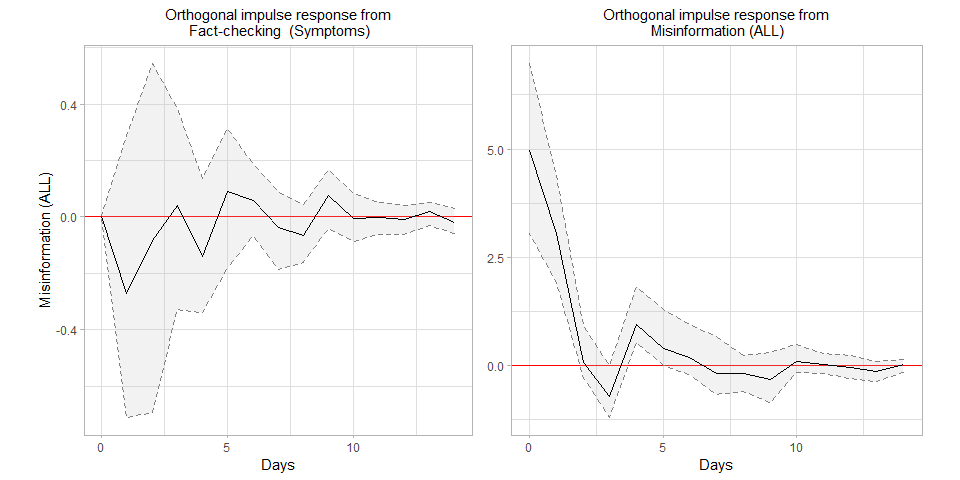 Orthogonal impulse response from
Fact-checking  (Symptoms)
Misinformation (ALL)
0.4
0.0
-0.4
0
5
10
Days
Orthogonal impulse response from
Misinformation (ALL)
5.0
2.5
0.0
0
5
10
Days